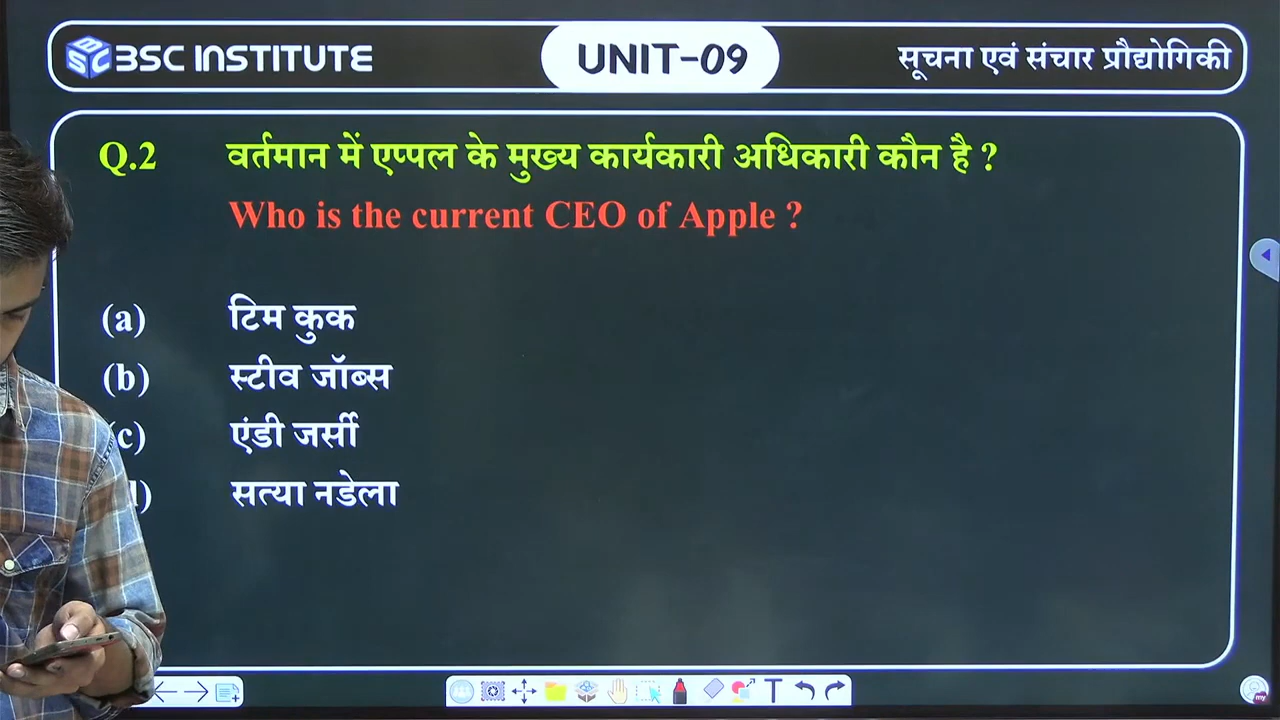 BSC INSTITUTE
UNIT-09
सूचना एवं संचार प्रौद्योगिकी
Q.2 वर्तमान में एप्पल के मुख्य कार्यकारी अधिकारी कौन है ?
Who is the current CEO of Apple ?
(a) टिम कुक
(b) स्टीव जॉब्स
c) एंडी जर्सी
) सत्या नडेला